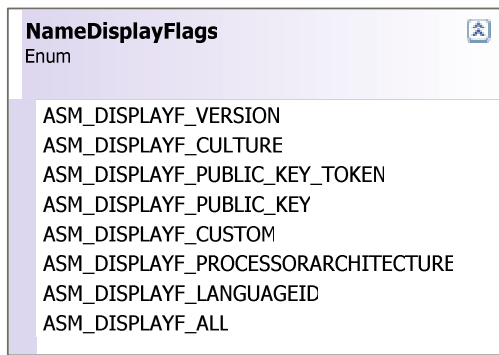 NameDisplayFlags
Enum
ASM_DISPLAYF_VERSION
ASM_DISPLAYF_CULTURE
ASM_DISPLAYF_PUBLIC_KEY_TOKEN
ASM_DISPLAYF_PUBLIC_KEY
ASM_DISPLAYF_CUSTOM
ASM_DISPLAYF_PROCESSORARCHITECTURE
ASM_DISPLAYF_LANGUAGEID
ASM_DISPLAYF_ALL